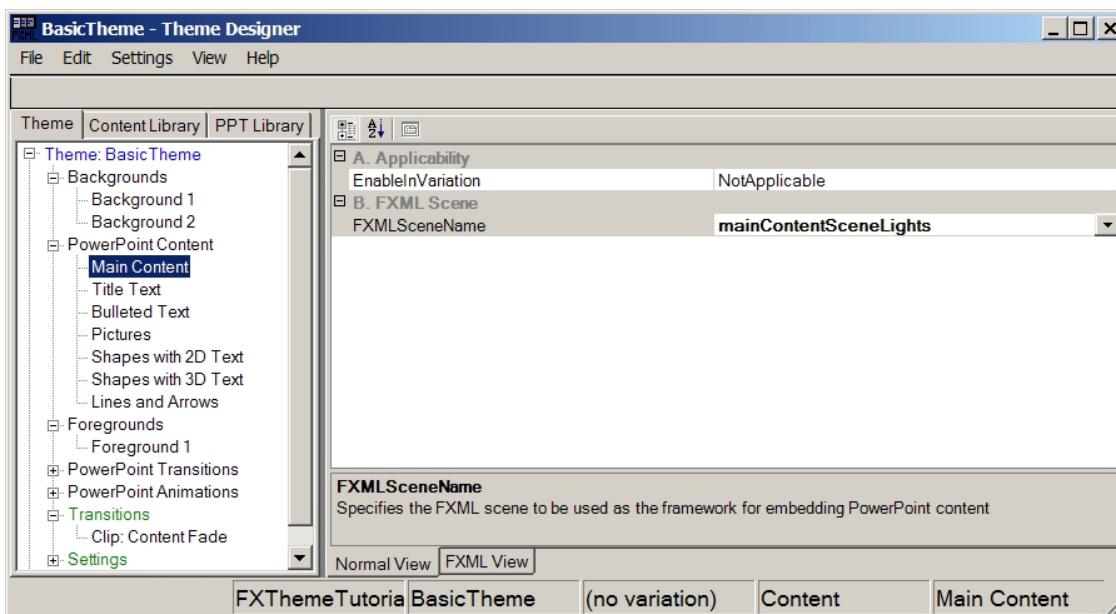 BasicTheme - Theme Designer
File Edit Settings View Help
Theme Content Library PPT Library
Theme: BasicTheme
Backgrounds
Background 1
Background 2
PowerPoint Content
Main Content
Title Text
Bulleted Text
Pictures
Shapes with 2D Text
Shapes with 3D Text
Lines and Arrows
Foregrounds
Foreground 1
PowerPoint Transitions
PowerPoint Animations
Transitions
Clip: Content Fade
Settings
A. Applicability
EnableInVariation NotApplicable
B. FXML Scene
FXMLSceneName mainContentSceneLights
FXMLSceneName
Specifies the FXML scene to be used as the framework for embedding PowerPoint content
Normal View FXML View
FXThemeTutoria BasicTheme (no variation) Content Main Content